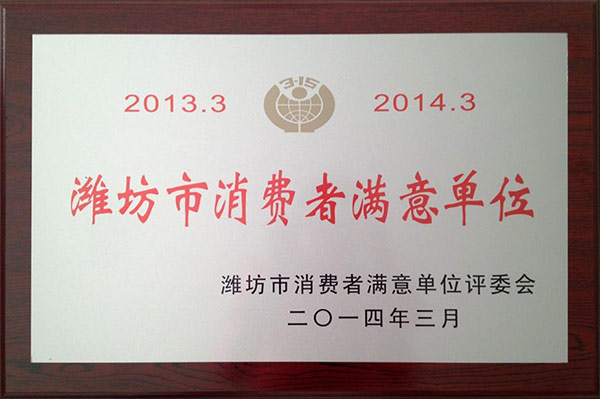 2013.3 3·15 2014.3
潍坊市消费者满意单位
潍坊市消费者满意单位评委会
二〇一四年三月